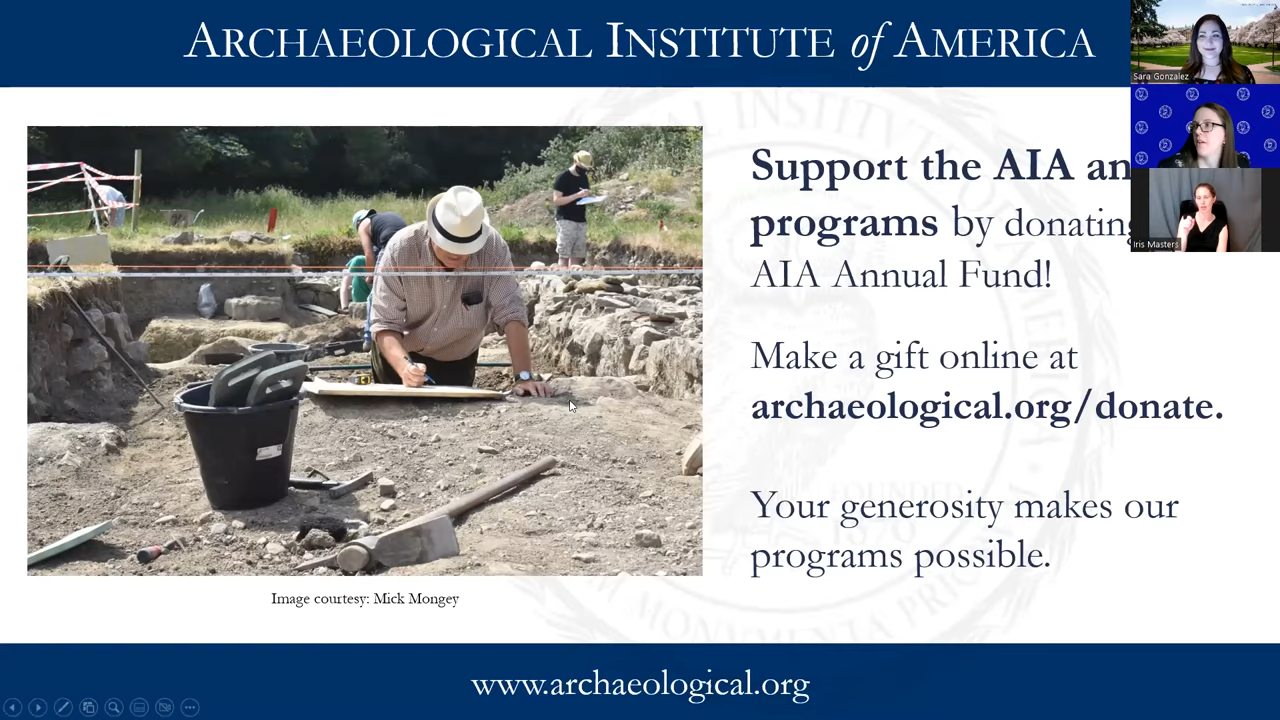 ARCHAEOLOGICAL INSTITUTE of AMERICA
Sara Gonzalez
Support the AIA an
programs by donating
Iris Masters
AIA Annual Fund!
Make a gift online at
archaeological.org/donate.
Your generosity makes our
programs possible.
Image courtesy: Mick Mongey
www.archaeological.org